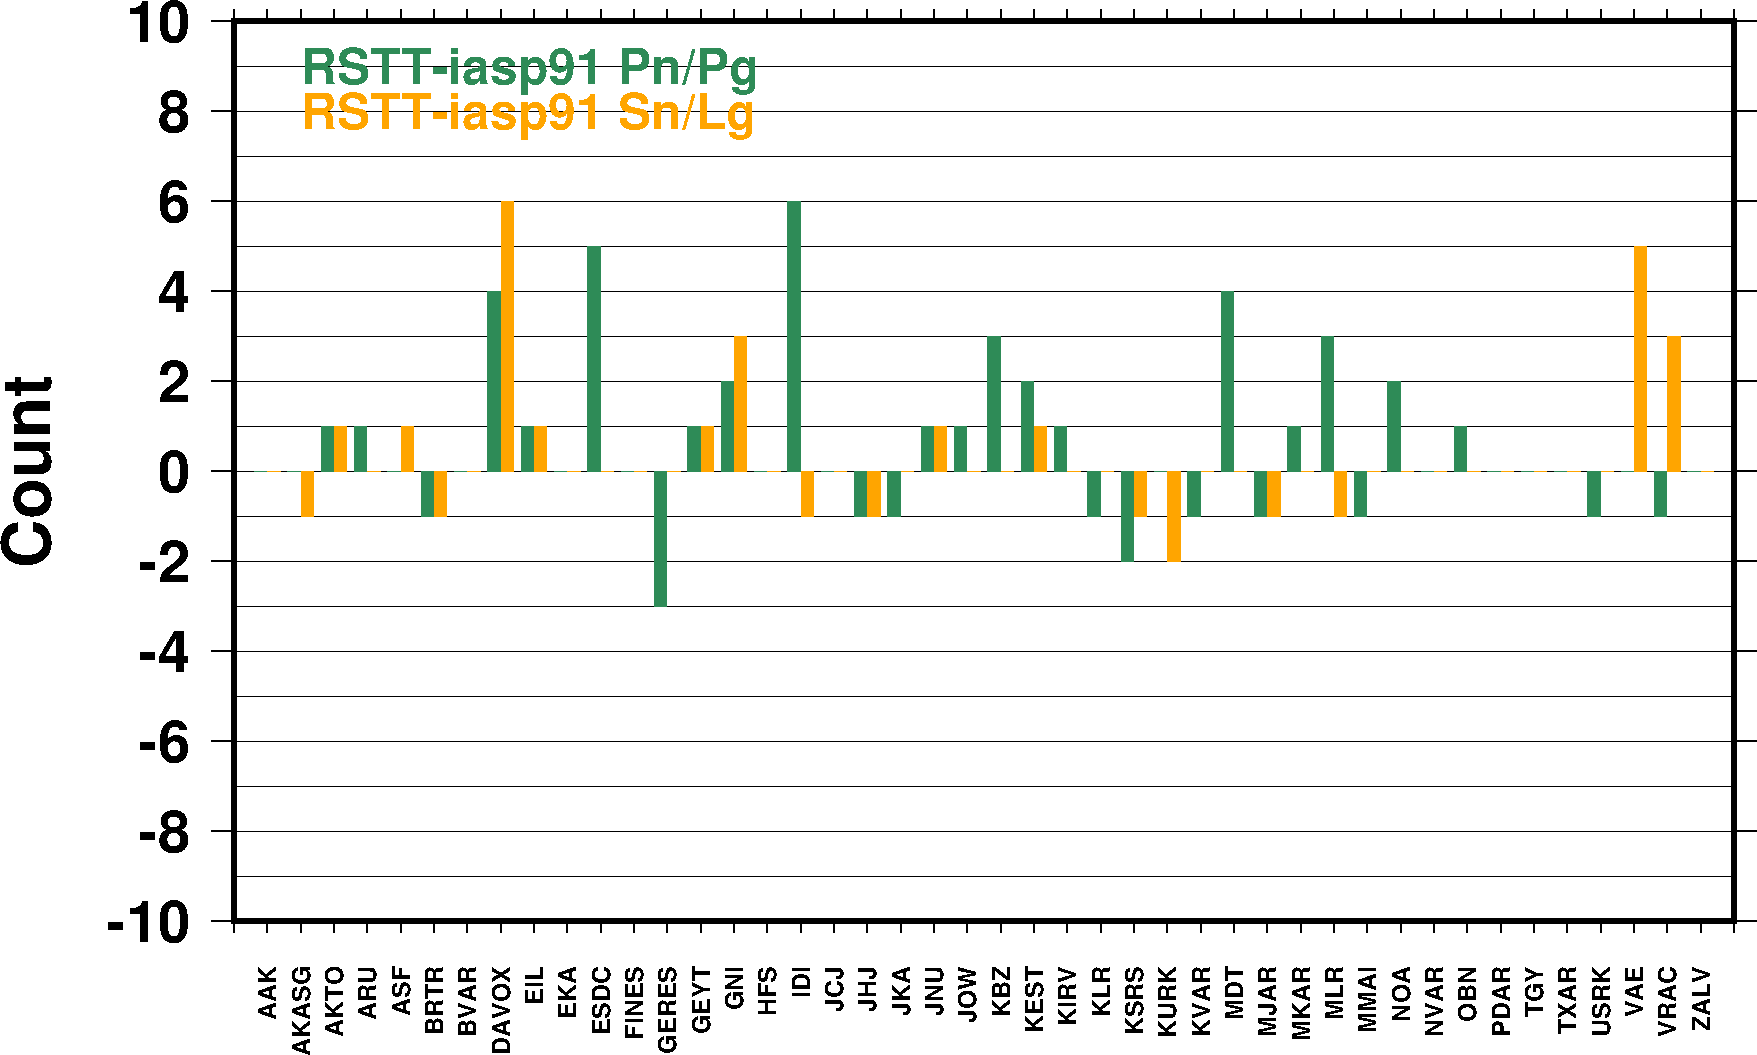 RSTT-iasp91 Pn/Pg
RSTT-iasp91 Sn/Lg
Count
10
8
6
4
2
0
-2
-4
-6
-8
-10
AAK
AKASG
AKTO
ARU
ASF
BRTR
BVAR
DAVOX
EIL
EKA
ESDC
FINES
GERES
GEYT
GNI
HFS
IDI
JCJ
JHJ
JKA
JNU
JOW
KBZ
KEST
KIRV
KLR
KSRS
KURK
KVAR
MDT
MJAR
MKAR
MLR
MMAI
NOA
NVAR
OBN
PDAR
TGY
TXAR
USRK
VAE
VRAC
ZALV